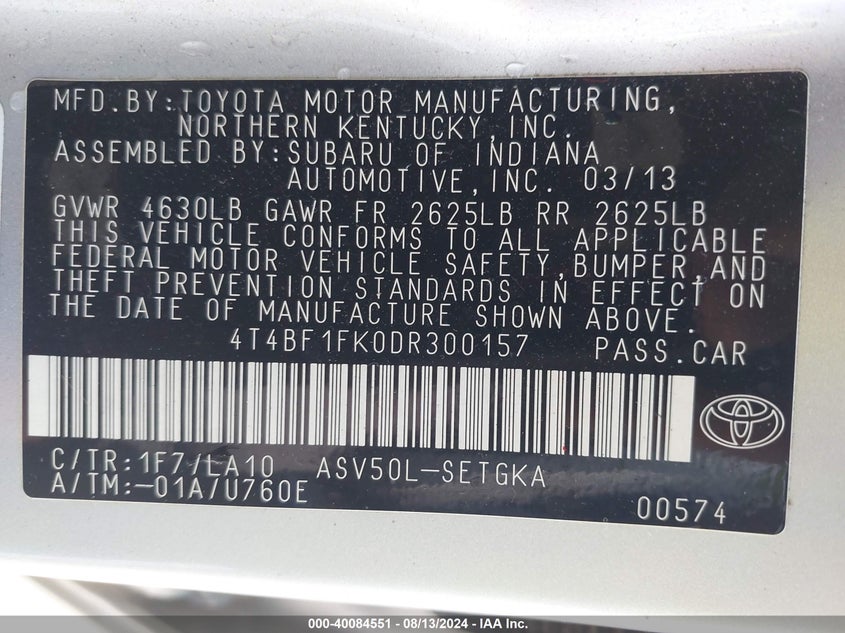 MFD.BY:TOYOTA MOTOR MANUFACTURING,
NORTHERN KENTUCKY,INC.
ASSEMBLED BY:SUBARU OF INDIANA
AUTOMOTIVE,INC. 03/13
GVWR 4630LB GAWR FR 2625LB RR 2625LB
THIS VEHICLE CONFORMS TO ALL APPLICABLE
FEDERAL MOTOR VEHICLE SAFETY,BUMPER,AND
THEFT PREVENTION STANDARDS IN EFFECT ON
THE DATE OF MANUFACTURE SHOWN ABOVE.
4T4BF1FK0DR300157 PASS.CAR
C/TR:1F7/LA10 ASV50L-SETGKA
A/TM:-01A/U760E
00574
000-40084551 - 08/13/2024 - IAA Inc.